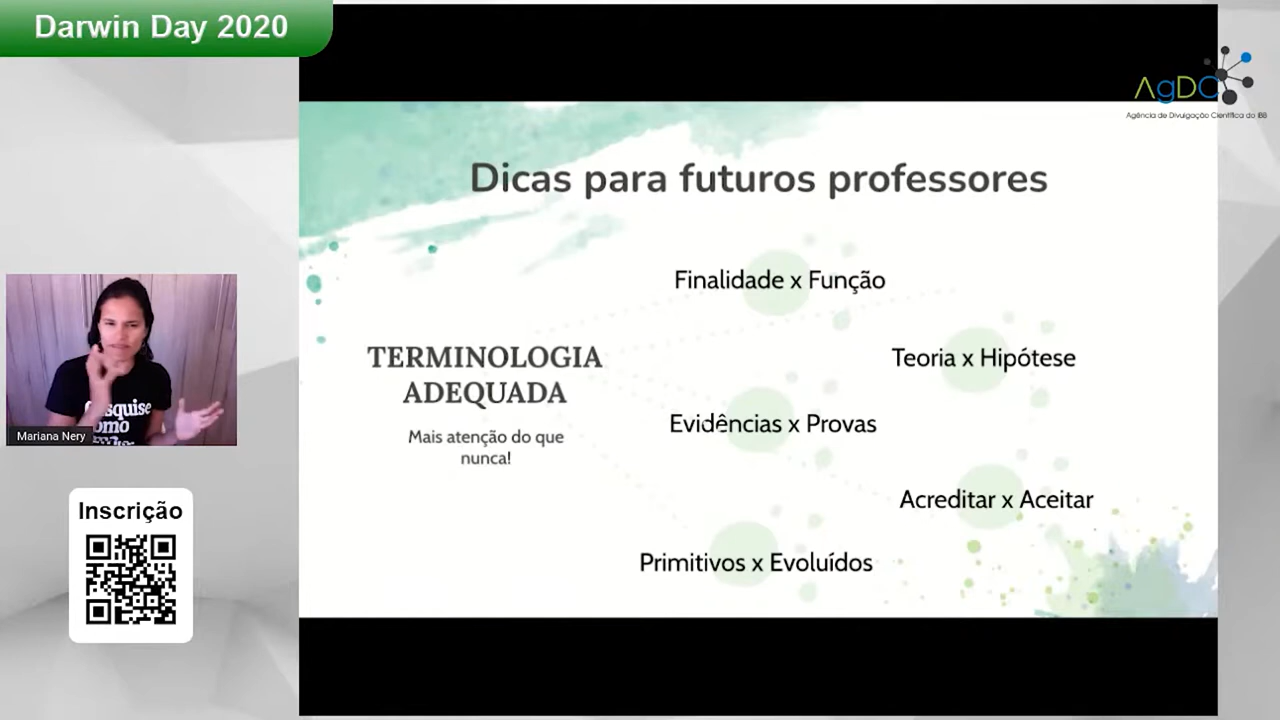 Darwin Day 2020
AgDC
Agência de Divulgação Científica do IBB
Dicas para futuros professores
Finalidade x Função
Teoria x Hipótese
TERMINOLOGIA
ADEQUADA
Evidências x Provas
Mais atenção do que
nunca!
Acreditar x Aceitar
Primitivos x Evoluídos
Mariana Nery
Inscrição